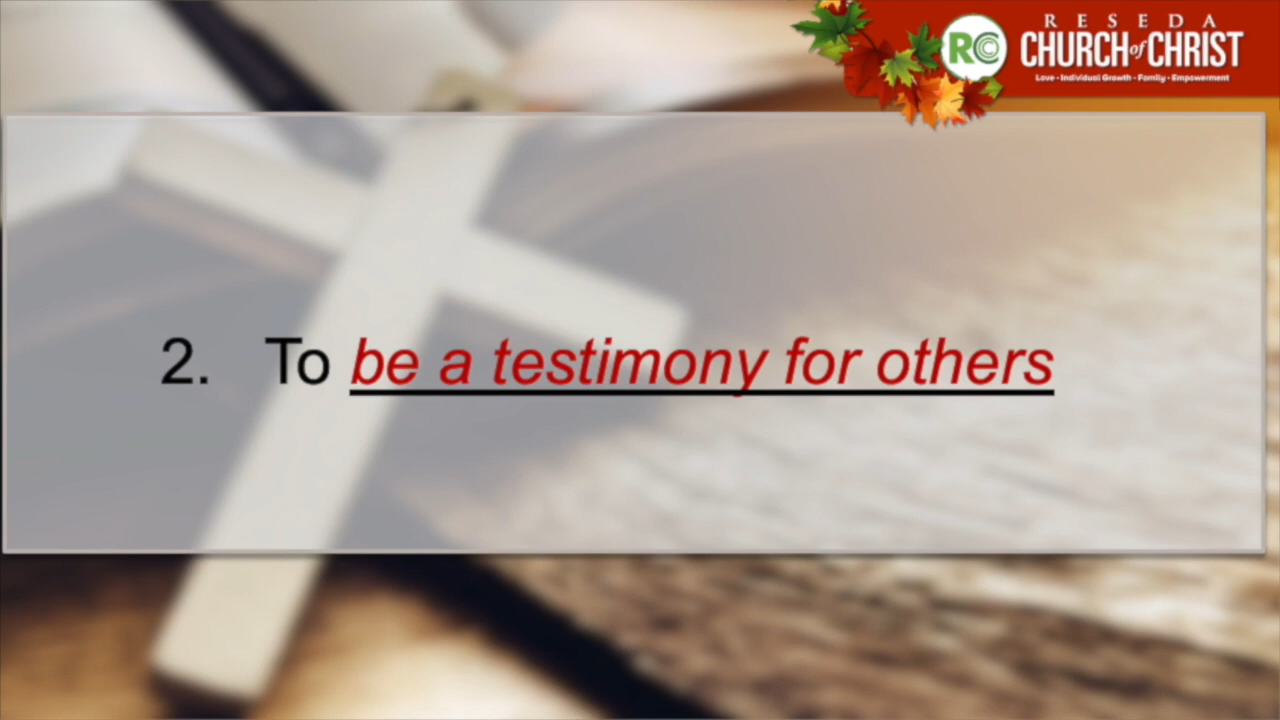 RC
RESEDA
CHURCH of CHRIST
Love • Individual Growth • Family • Empowerment
2. To be a testimony for others